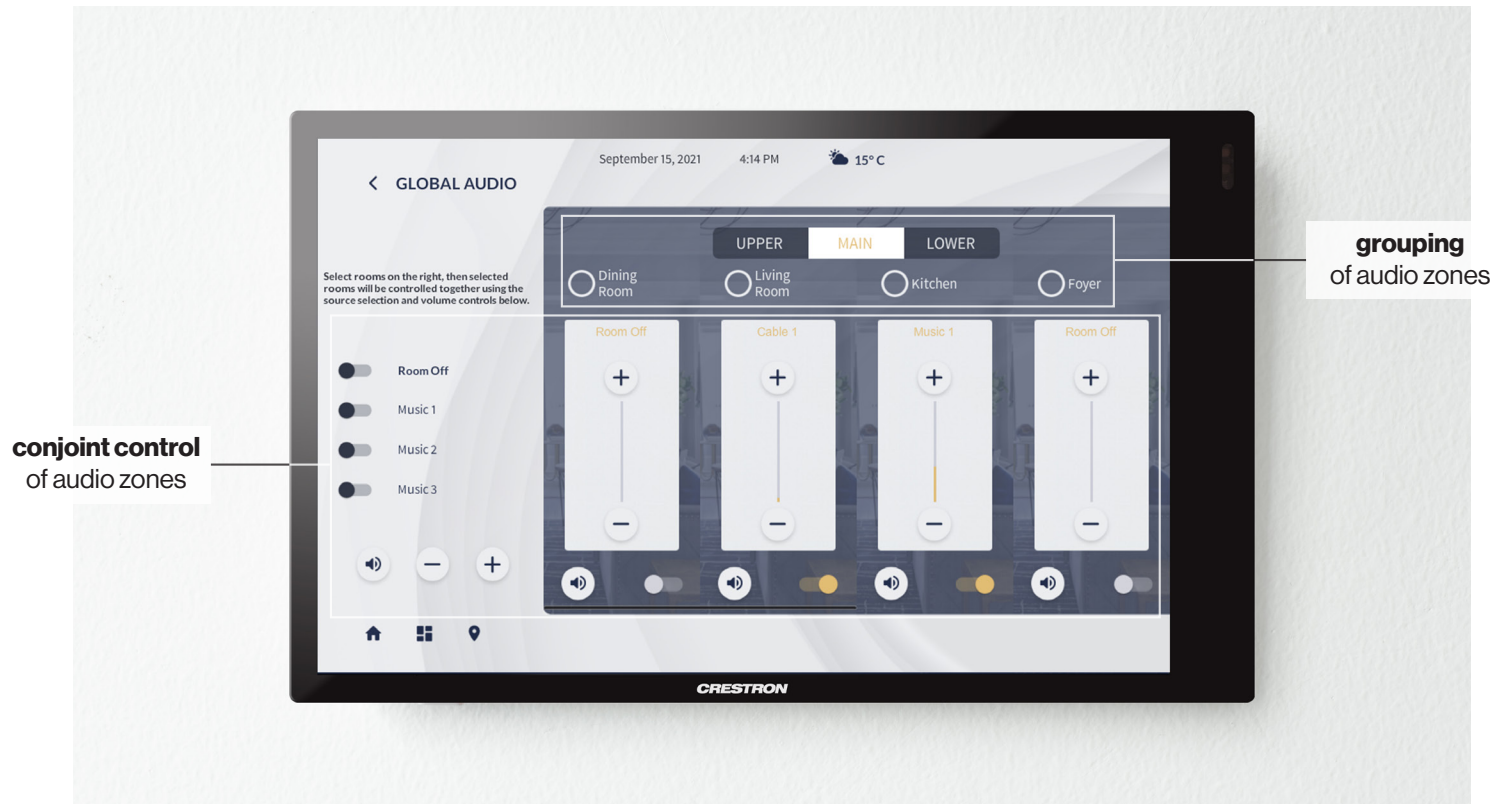 September 15, 2021 4:14 PM 15° C
GLOBAL AUDIO
UPPER MAIN LOWER
grouping
of audio zones
Select rooms on the right, then selected
rooms will be controlled together using the
source selection and volume controls below.
Dining
Room
Living
Room
Kitchen
Foyer
Room Off
Cable 1
Music 1
Room Off
Room Off
Music 1
Music 2
Music 3
conjoint control
of audio zones
CRESTRON